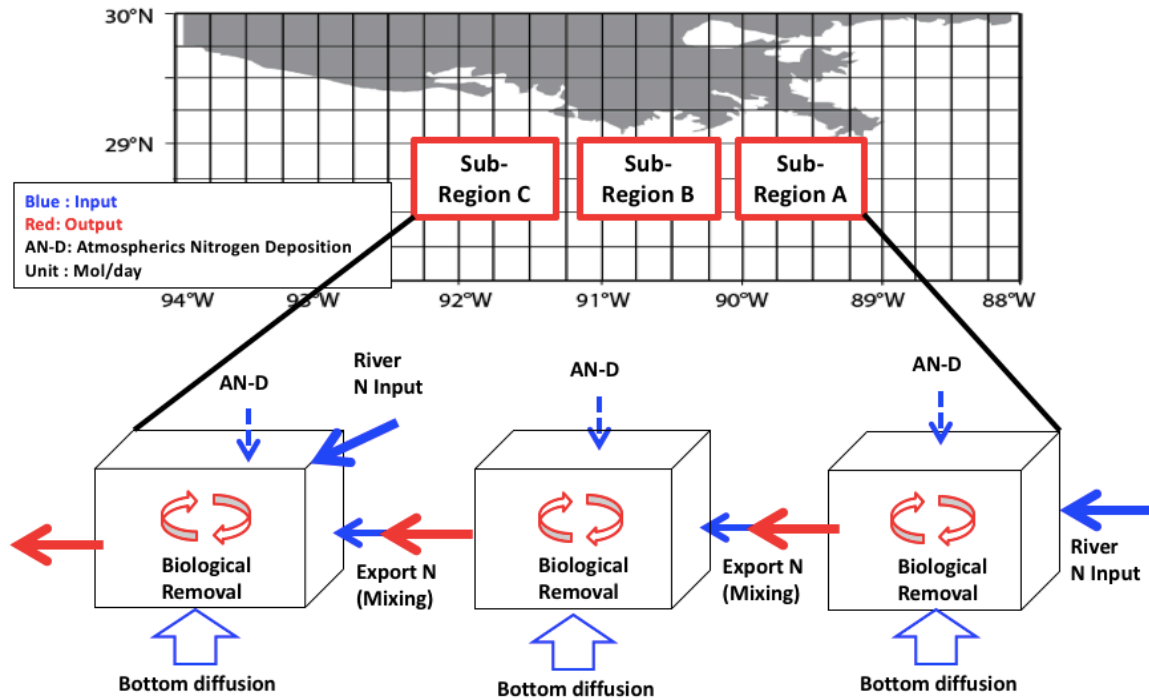 30°N
29°N
Sub-
Region C
Sub-
Region B
Sub-
Region A
Blue : Input
Red: Output
AN-D: Atmospherics Nitrogen Deposition
Unit : Mol/day
94°W
93°W
92°W
91°W
90°W
89°W
88°W
AN-D
River
N Input
AN-D
AN-D
Biological
Removal
Export N
(Mixing)
Biological
Removal
Export N
(Mixing)
Biological
Removal
River
N Input
Bottom diffusion
Bottom diffusion
Bottom diffusion